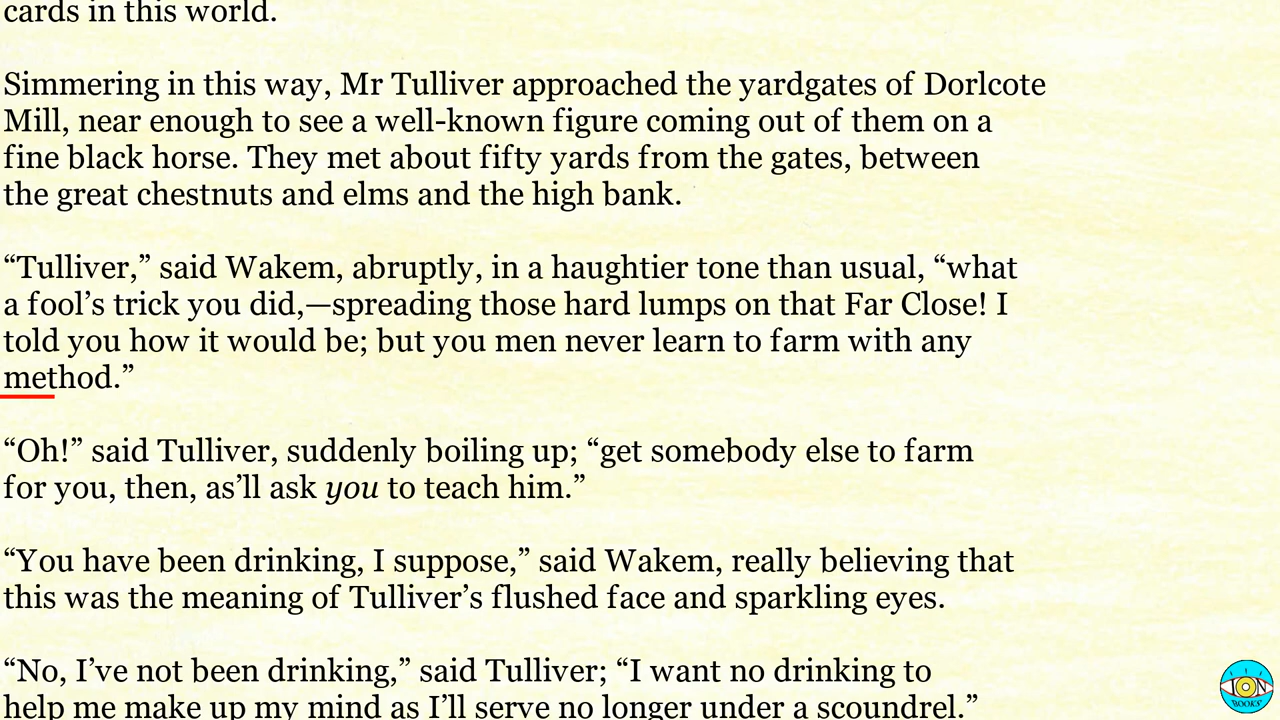 cards in this world.
Simmering in this way, Mr Tulliver approached the yardgates of Dorlcote
Mill, near enough to see a well-known figure coming out of them on a
fine black horse. They met about fifty yards from the gates, between
the great chestnuts and elms and the high bank.
“Tulliver,” said Wakem, abruptly, in a haughtier tone than usual, “what
a fool’s trick you did,—spreading those hard lumps on that Far Close! I
told you how it would be; but you men never learn to farm with any
method.”
“Oh!” said Tulliver, suddenly boiling up; “get somebody else to farm
for you, then, as’ll ask you to teach him.”
“You have been drinking, I suppose,” said Wakem, really believing that
this was the meaning of Tulliver’s flushed face and sparkling eyes.
“No, I’ve not been drinking,” said Tulliver; “I want no drinking to
help me make up my mind as I’ll serve no longer under a scoundrel.”
ION
BOOKS